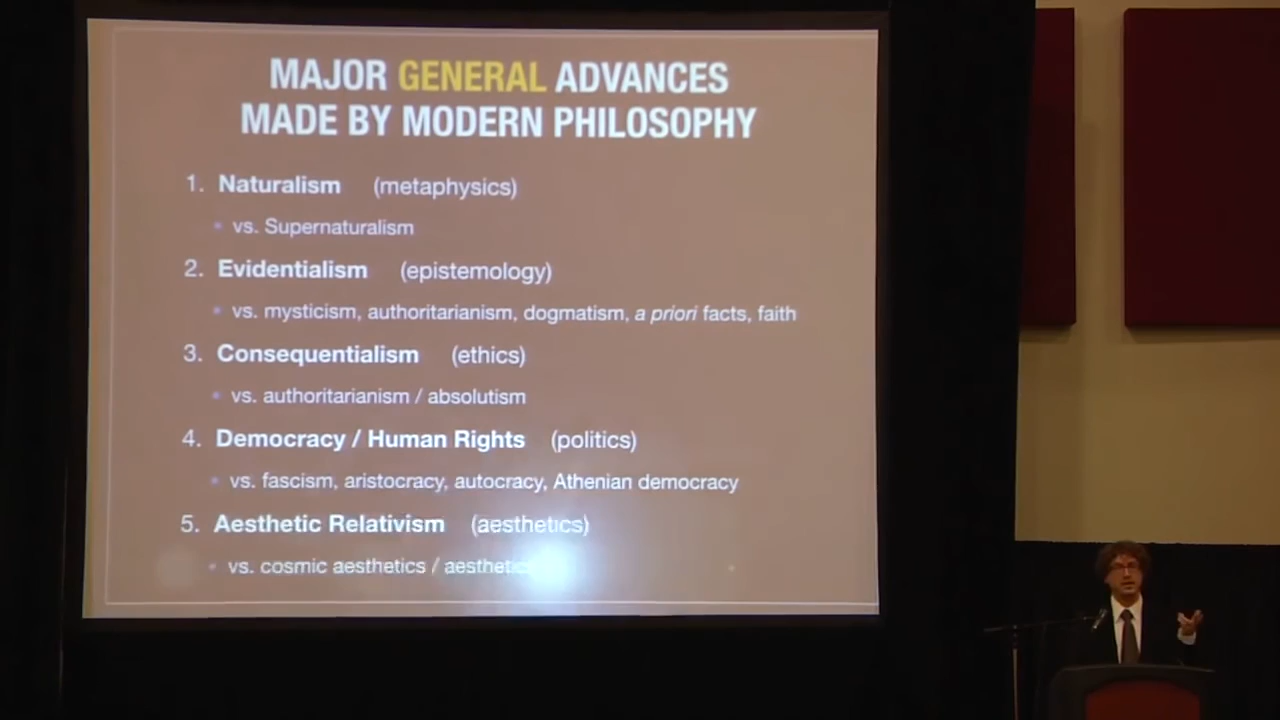 MAJOR GENERAL ADVANCES
MADE BY MODERN PHILOSOPHY
1. Naturalism (metaphysics)
• vs. Supernaturalism
2. Evidentialism (epistemology)
• vs. mysticism, authoritarianism, dogmatism, a priori facts, faith
3. Consequentialism (ethics)
• vs. authoritarianism / absolutism
4. Democracy / Human Rights (politics)
• vs. fascism, aristocracy, autocracy, Athenian democracy
5. Aesthetic Relativism (aesthetics)
• vs. cosmic aesthetics / aesthetic